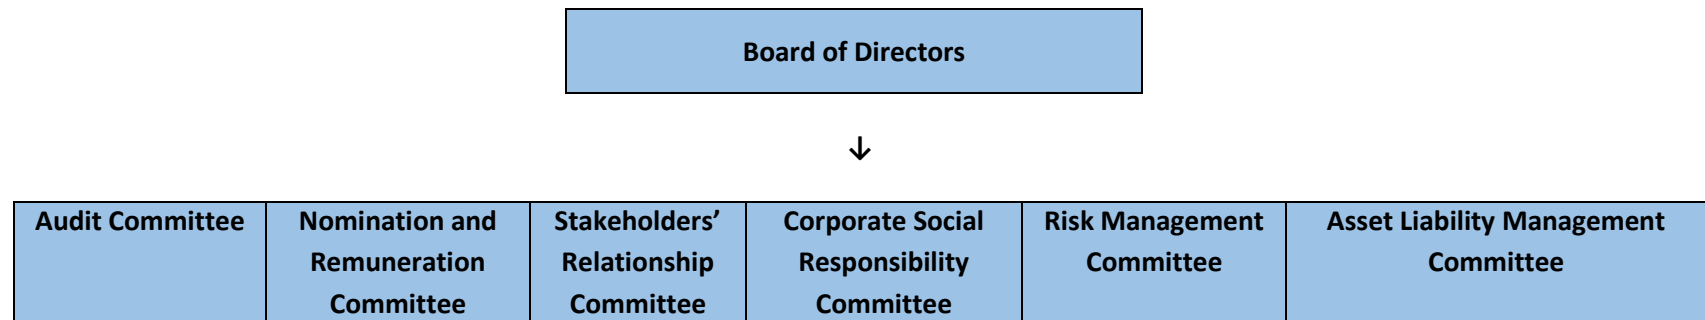 Board of Directors
↓
Audit Committee
Nomination and
Remuneration
Committee
Stakeholders’
Relationship
Committee
Corporate Social
Responsibility
Committee
Risk Management
Committee
Asset Liability Management
Committee